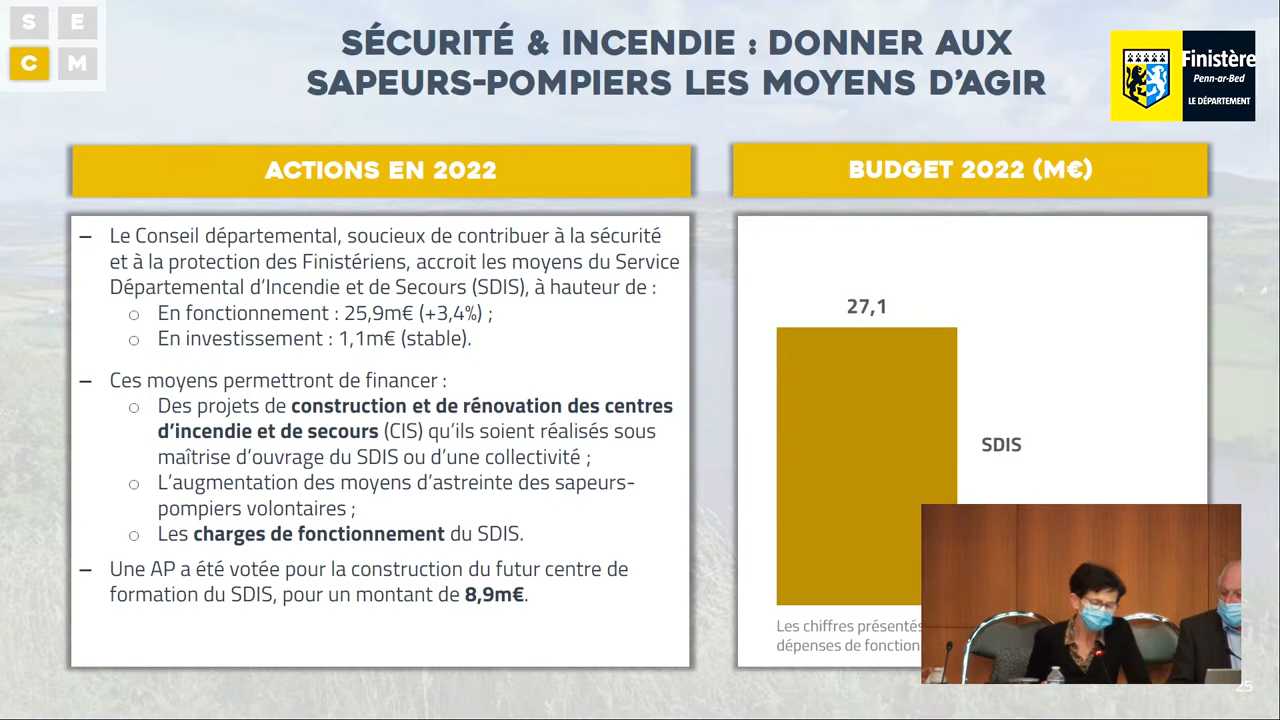 S E
C M
SÉCURITÉ & INCENDIE : DONNER AUX
SAPEURS-POMPIERS LES MOYENS D’AGIR
Finistère
Penn-ar-Bed
LE DÉPARTEMENT
ACTIONS EN 2022
– Le Conseil départemental, soucieux de contribuer à la sécurité
et à la protection des Finistériens, accroit les moyens du Service
Départemental d’Incendie et de Secours (SDIS), à hauteur de :
○ En fonctionnement : 25,9m€ (+3,4%) ;
○ En investissement : 1,1m€ (stable).
– Ces moyens permettront de financer :
○ Des projets de construction et de rénovation des centres
d’incendie et de secours (CIS) qu’ils soient réalisés sous
maîtrise d’ouvrage du SDIS ou d’une collectivité ;
○ L’augmentation des moyens d’astreinte des sapeurs-
pompiers volontaires ;
○ Les charges de fonctionnement du SDIS.
– Une AP a été votée pour la construction du futur centre de
formation du SDIS, pour un montant de 8,9m€.
BUDGET 2022 (M€)
27,1
SDIS
Les chiffres présentés
dépenses de fonction
25